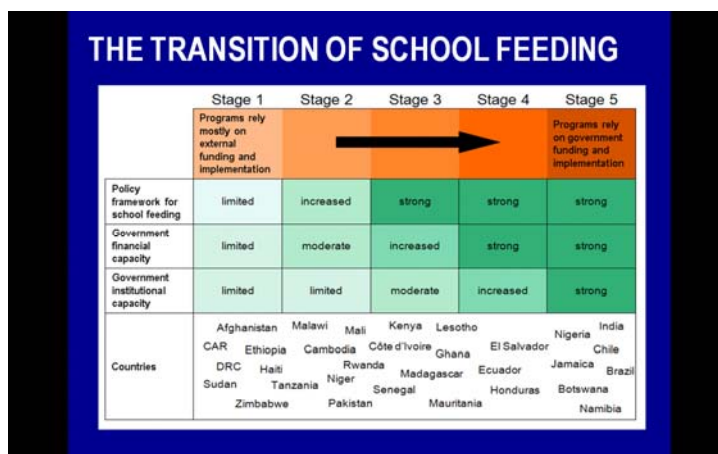 THE TRANSITION OF SCHOOL FEEDING
Stage 1 Stage 2 Stage 3 Stage 4 Stage 5
Programs rely
mostly on
external
funding and
implementation
Programs rely
on government
funding and
implementation
Policy
framework for
school feeding
limited increased strong strong strong
Government
financial
capacity
limited moderate increased strong strong
Government
institutional
capacity
limited limited moderate increased strong
Countries
Afghanistan Malawi Mali Kenya Lesotho Nigeria India
CAR Ethiopia Cambodia Côte d'Ivoire Ghana El Salvador Chile
DRC Haiti Rwanda Madagascar Ecuador Jamaica Brazil
Sudan Tanzania Niger Senegal Honduras Botswana
Zimbabwe Pakistan Mauritania Namibia